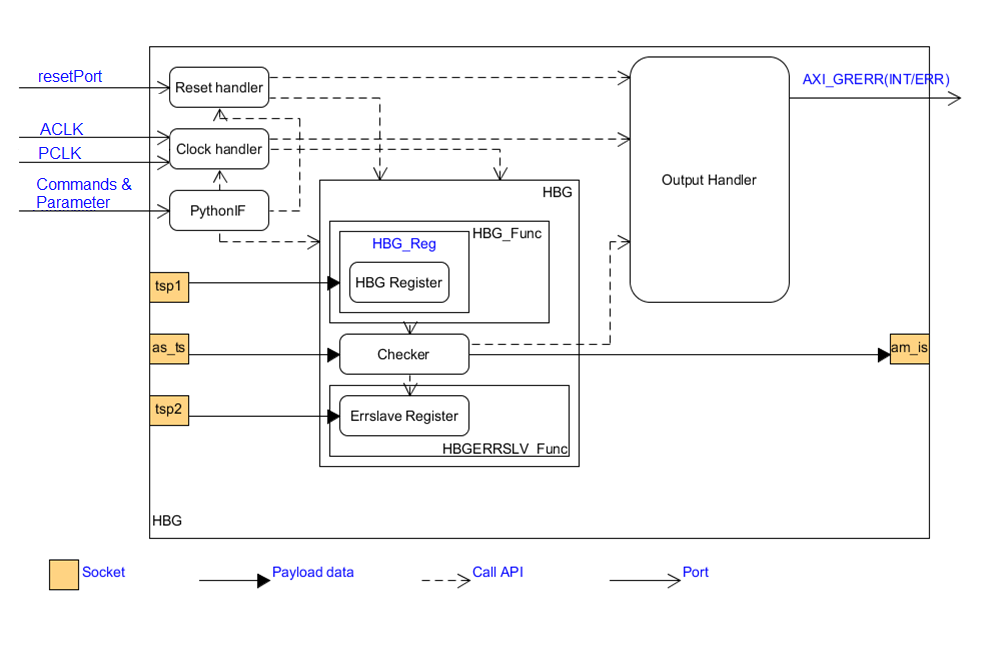 resetPort
Reset handler
AXI_GRERR(INT/ERR)
ACLK
PCLK
Clock handler
Commands &
Parameter
PythonIF
Output Handler
HBG
HBG_Func
HBG_Reg
HBG Register
tsp1
as_ts
Checker
am_is
tsp2
Errslave Register
HBGERRSLV_Func
HBG
Socket
Payload data
Call API
Port